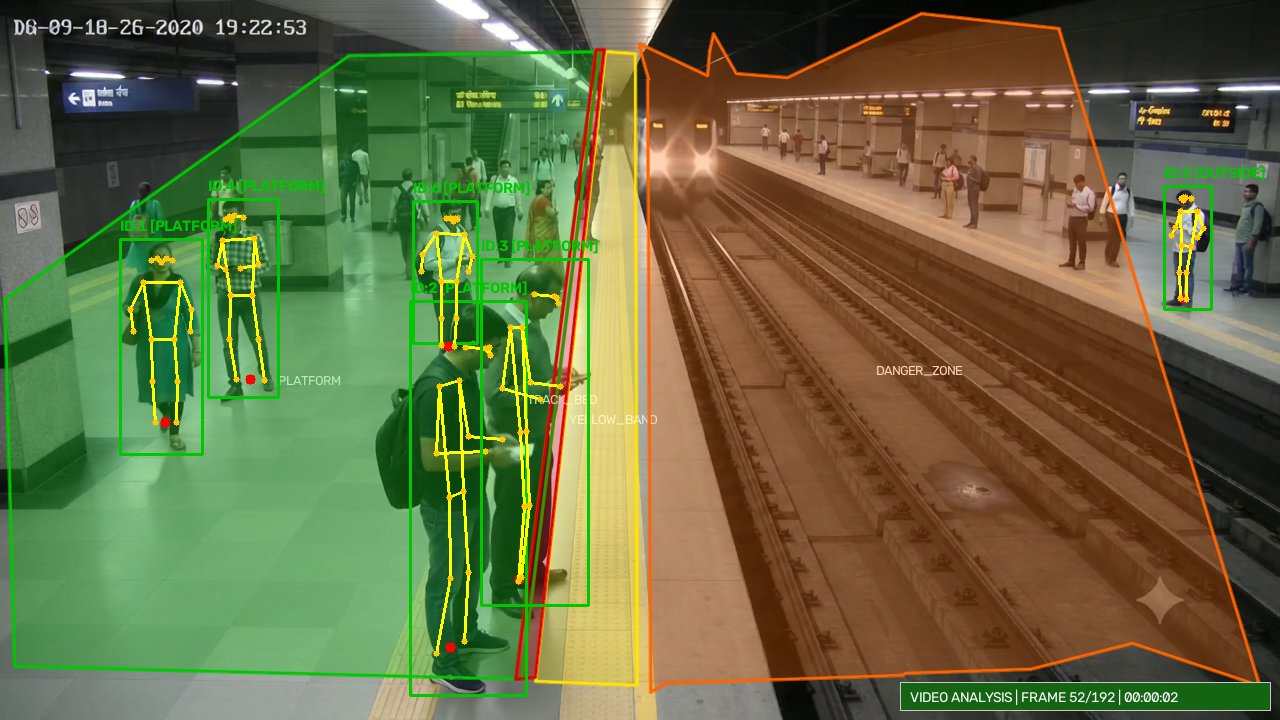 DG-09-18-26-2020 19:22:53
ID:5 [OUTSIDE]
ID:4 [PLATFORM]
ID:6 [PLATFORM]
ID:1 [PLATFORM]
ID:3 [PLATFORM]
ID:2 [PLATFORM]
DANGER_ZONE
PLATFORM
TRACK_BED
YELLOW_BAND
VIDEO ANALYSIS | FRAME 52/192 | 00:00:02